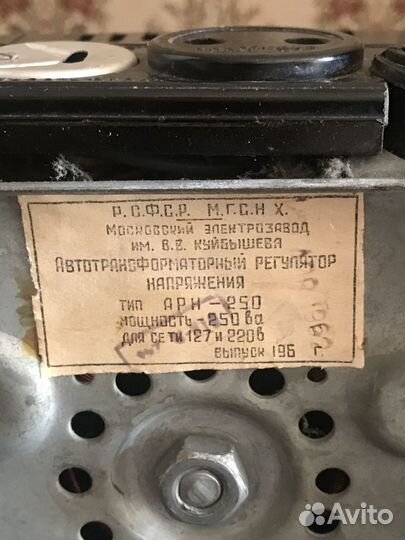 Р.С.Ф.С.Р. М.Г.С.Н Х.
МОСКОВСКИЙ ЭЛЕКТРОЗАВОД
ИМ. В.В. КУЙБЫШЕВА
АВТОТРАНСФОРМАТОРНЫЙ РЕГУЛЯТОР
НАПРЯЖЕНИЯ
ТИП АРН-250
МОЩНОСТЬ-250 ва
ДЛЯ СЕТИ 127 И 220в
ВЫПУСК 196
Avito